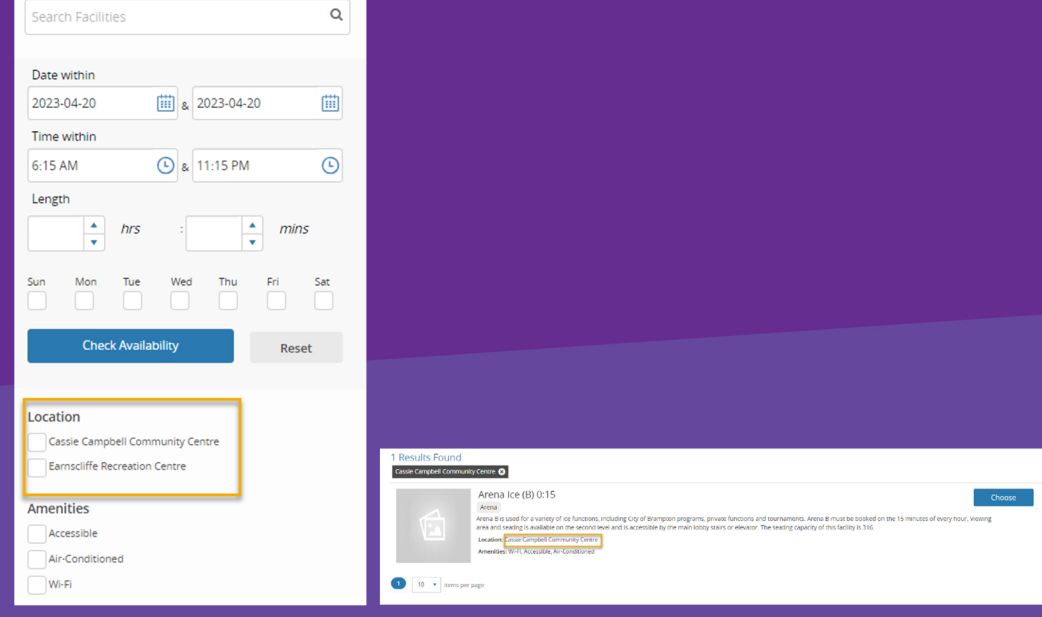 Search Facilities
Date within
2023-04-20 & 2023-04-20
Time within
6:15 AM & 11:15 PM
Length
hrs : mins
Sun Mon Tue Wed Thu Fri Sat
Check Availability Reset
Location
Cassie Campbell Community Centre
Earnscliffe Recreation Centre
Amenities
Accessible
Air-Conditioned
Wi-Fi
1 Results Found
Cassie Campbell Community Centre
Arena Ice (B) 0:15
Arena
Choose
Arena B is used for a variety of ice functions, including City of Brampton programs, private functions and tournaments. Arena B must be booked on the 15 minutes of every hour. Viewing
area and seading is available on the second level and is accessible by the main lobby stairs or elevator. The seating capacity of this facility is 316.
Location: Cassie Campbell Community Centre
Amenities: Wi-Fi, Accessible, Air-Conditioned
1 10 items per page